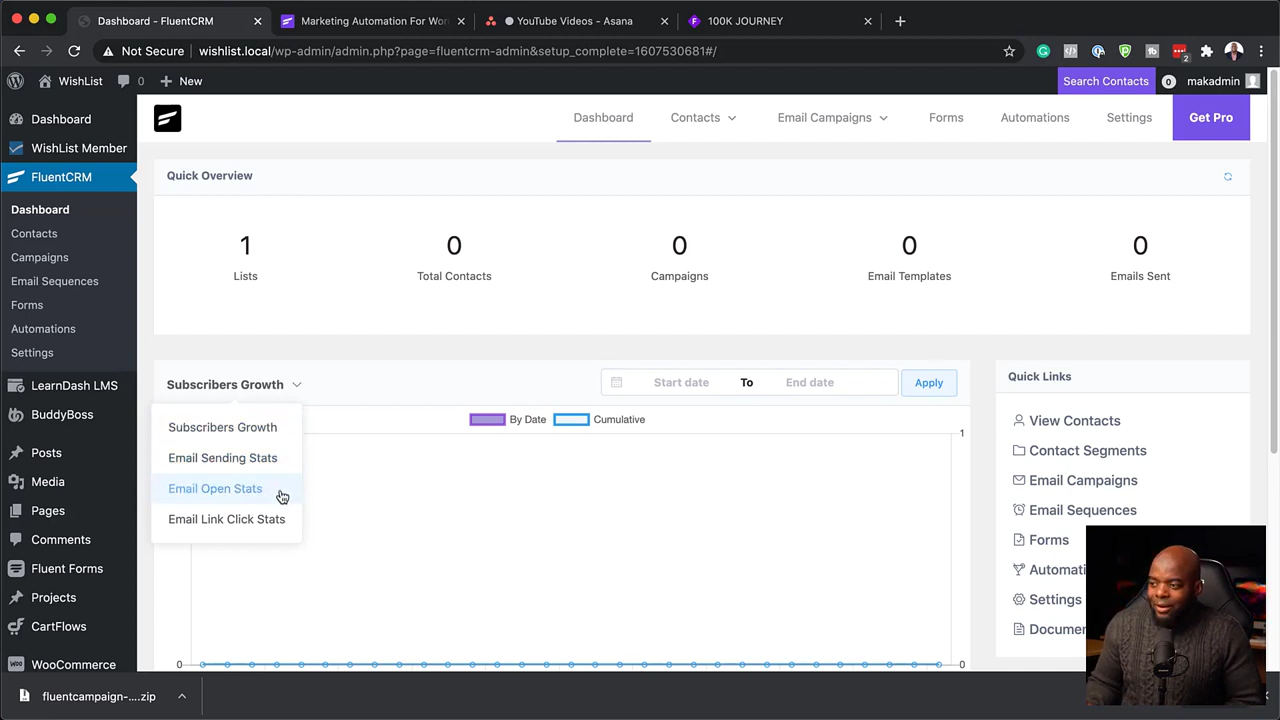 Dashboard - FluentCRM
Marketing Automation For Wor
YouTube Videos - Asana
100K JOURNEY
Not Secure
wishlist.local/wp-admin/admin.php?page=fluentcrm-admin&setup_complete=1607530681#/
2
WishList
0
New
Search Contacts
0
makadmin
Dashboard
WishList Member
FluentCRM
Dashboard
Contacts
Campaigns
Email Sequences
Forms
Automations
Settings
LearnDash LMS
BuddyBoss
Posts
Media
Pages
Comments
Fluent Forms
Projects
CartFlows
WooCommerce
Dashboard
Contacts
Email Campaigns
Forms
Automations
Settings
Get Pro
Quick Overview
1
0
0
0
0
Lists
Total Contacts
Campaigns
Email Templates
Emails Sent
Subscribers Growth
Start date
To
End date
Apply
Subscribers Growth
Email Sending Stats
Email Open Stats
Email Link Click Stats
By Date
Cumulative
1
0
0
Quick Links
View Contacts
Contact Segments
Email Campaigns
Email Sequences
Forms
Automati
Settings
Docume
fluentcampaign-....zip